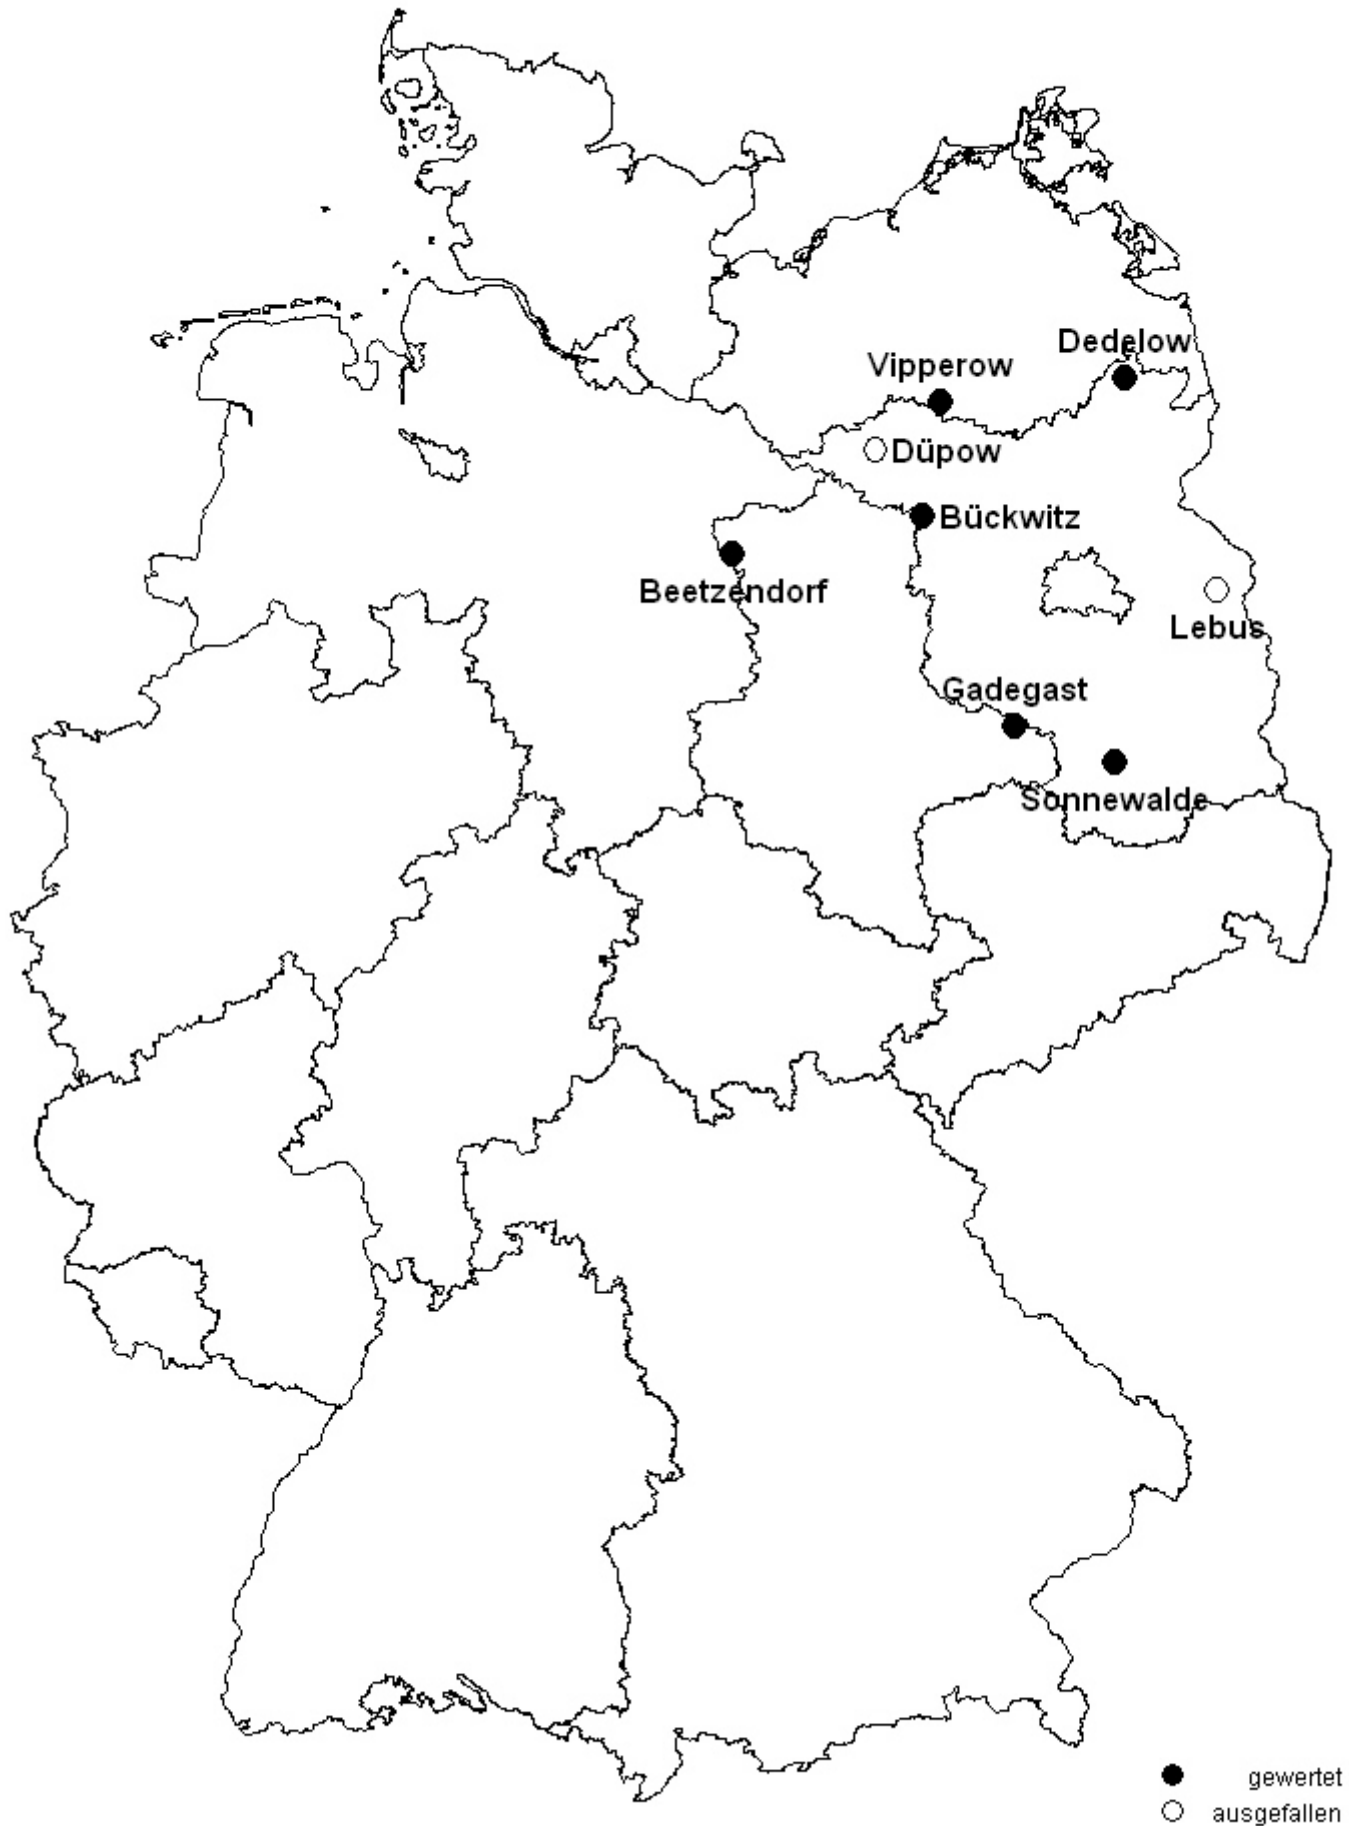 Dedelow
Vipperow
Düpow
Bückwitz
Beetzendorf
Lebus
Gadegast
Sonnewalde
gewertet
ausgefallen